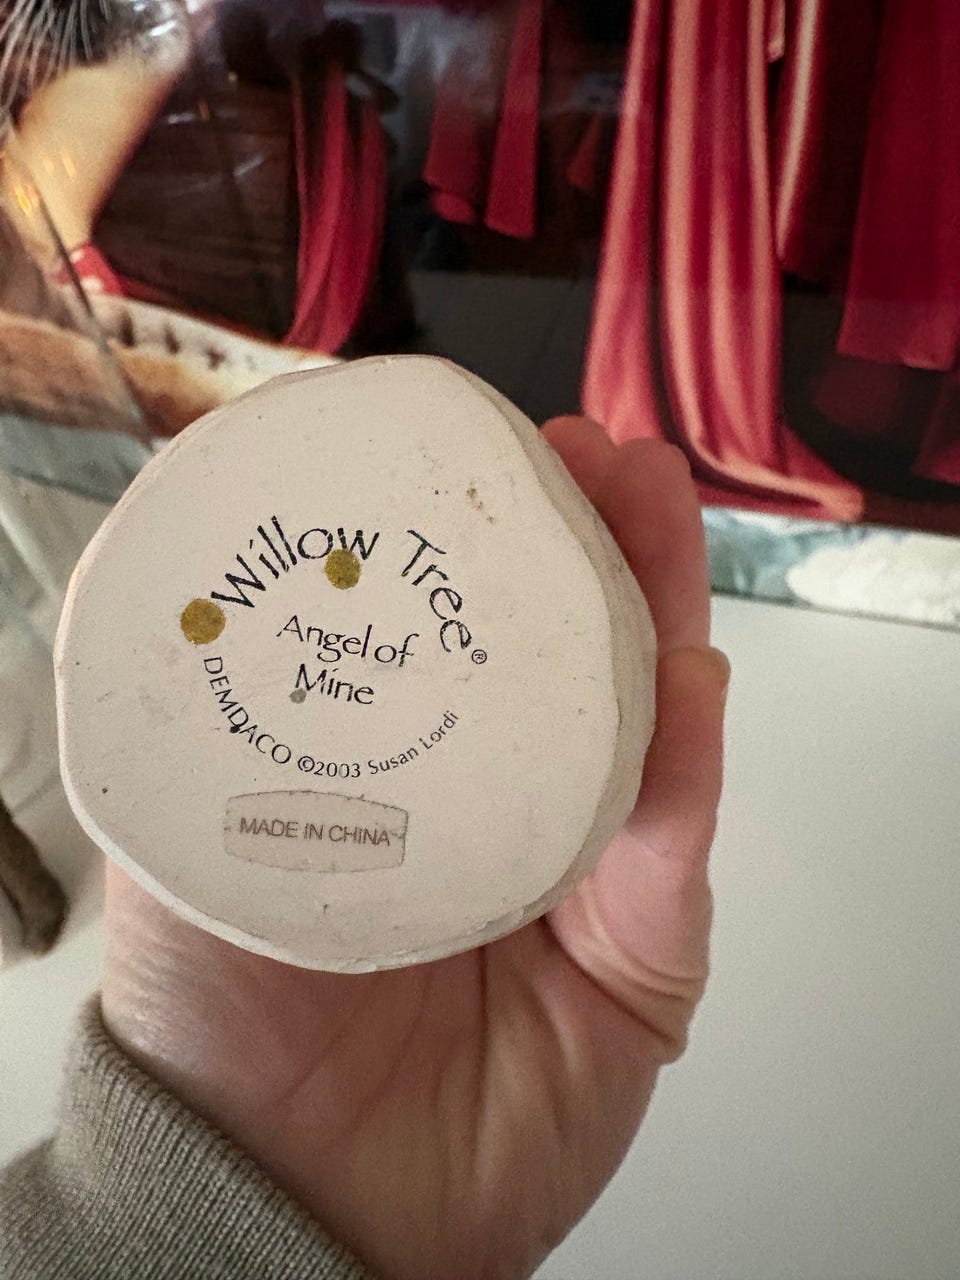 Willow Tree®
Angel of
Mine
DEMDACO ©2003 Susan Lordi
MADE IN CHINA